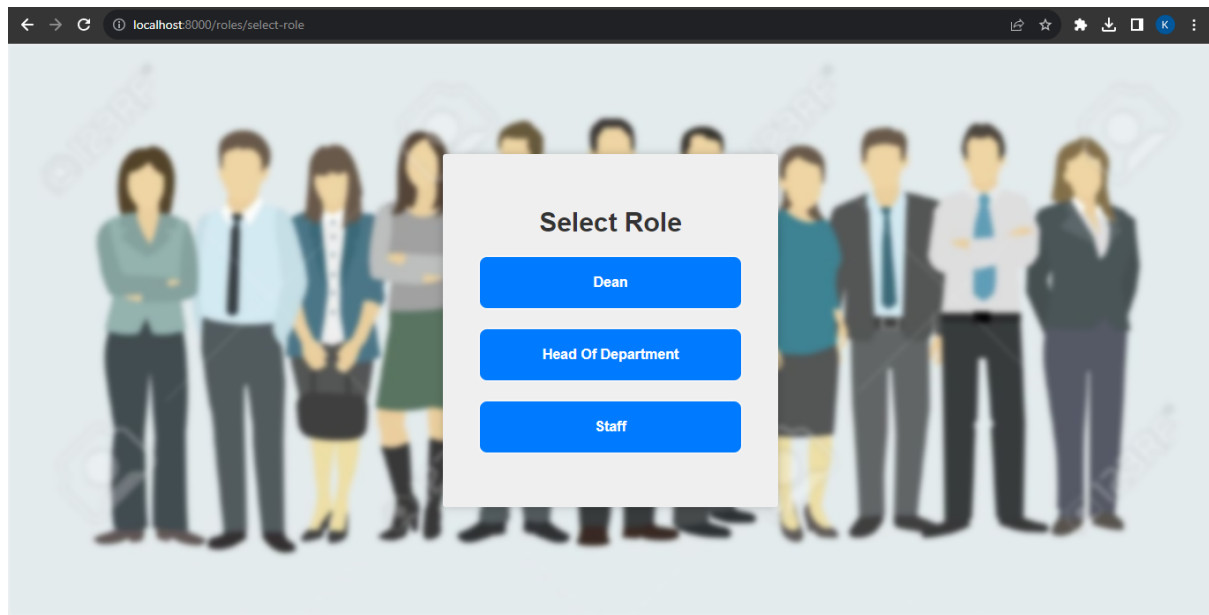 localhost:8000/roles/select-role
K
Select Role
Dean
Head Of Department
Staff